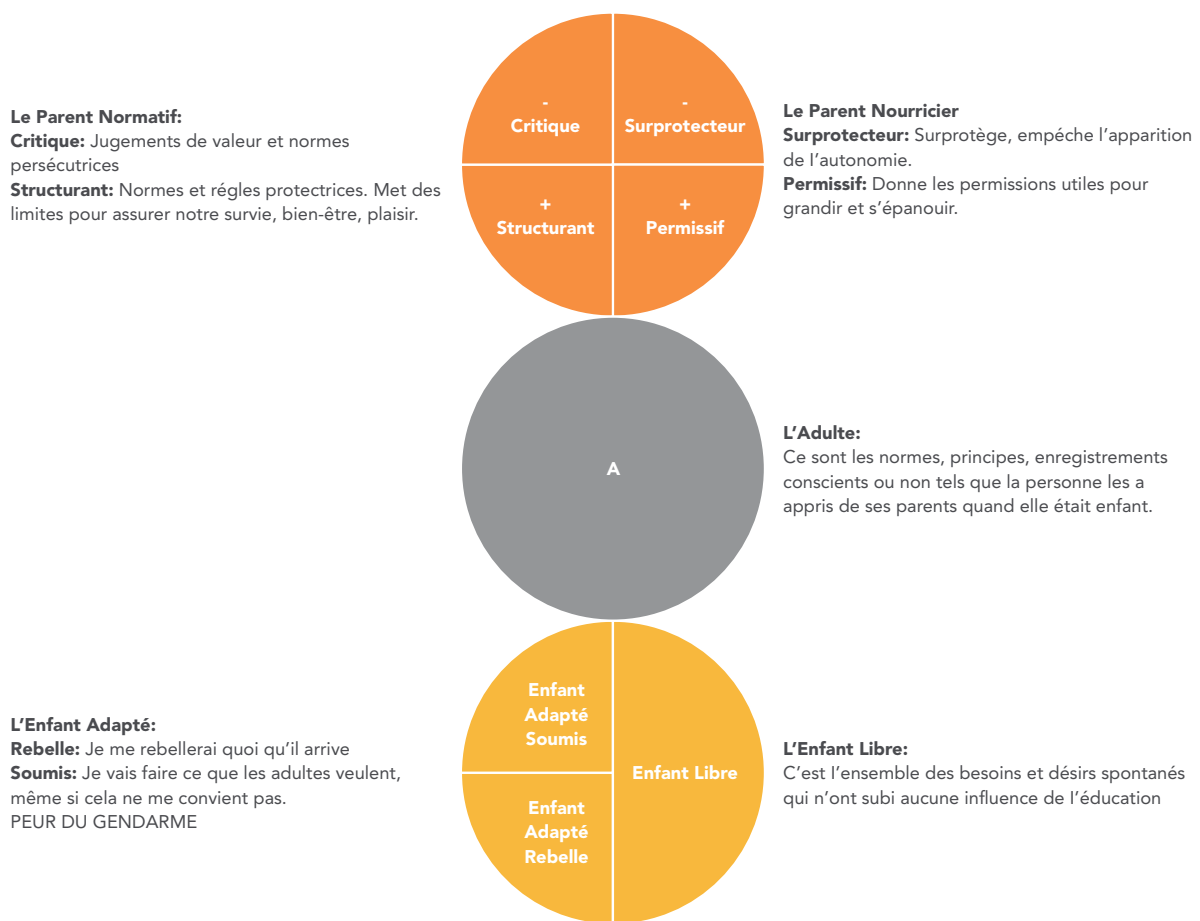 Le Parent Normatif:
Critique: Jugements de valeur et normes
persécutrices
Structurant: Normes et régles protectrices. Met des
limites pour assurer notre survie, bien-être, plaisir.
-
Critique
-
Surprotecteur
+
Structurant
+
Permissif
Le Parent Nourricier
Surprotecteur: Surprotège, empéche l’apparition
de l’autonomie.
Permissif: Donne les permissions utiles pour
grandir et s’épanouir.
A
L’Adulte:
Ce sont les normes, principes, enregistrements
conscients ou non tels que la personne les a
appris de ses parents quand elle était enfant.
L’Enfant Adapté:
Rebelle: Je me rebellerai quoi qu’il arrive
Soumis: Je vais faire ce que les adultes veulent,
même si cela ne me convient pas.
PEUR DU GENDARME
Enfant
Adapté
Soumis
Enfant
Adapté
Rebelle
Enfant Libre
L’Enfant Libre:
C’est l’ensemble des besoins et désirs spontanés
qui n’ont subi aucune influence de l’éducation